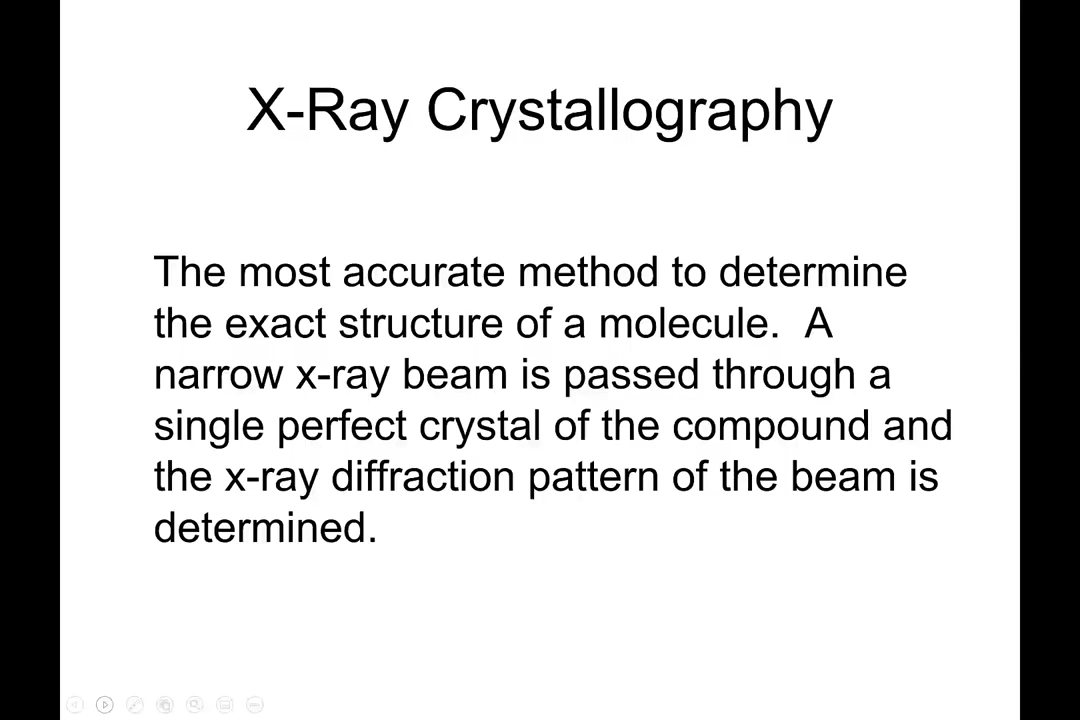 X-Ray Crystallography
The most accurate method to determine
the exact structure of a molecule.  A
narrow x-ray beam is passed through a
single perfect crystal of the compound and
the x-ray diffraction pattern of the beam is
determined.